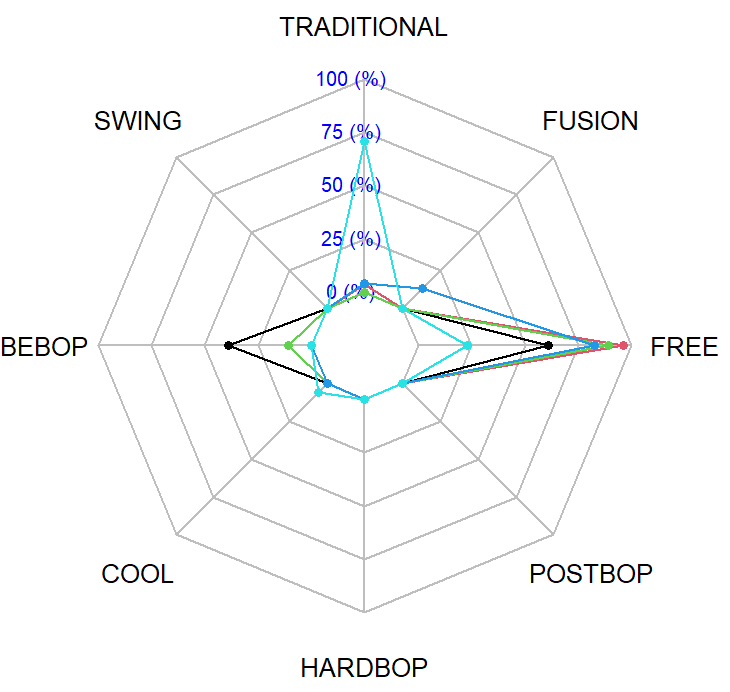 TRADITIONAL
100 (%)
SWING
FUSION
75 (%)
50 (%)
25 (%)
0 (%)
BEBOP
FREE
COOL
POSTBOP
HARDBOP